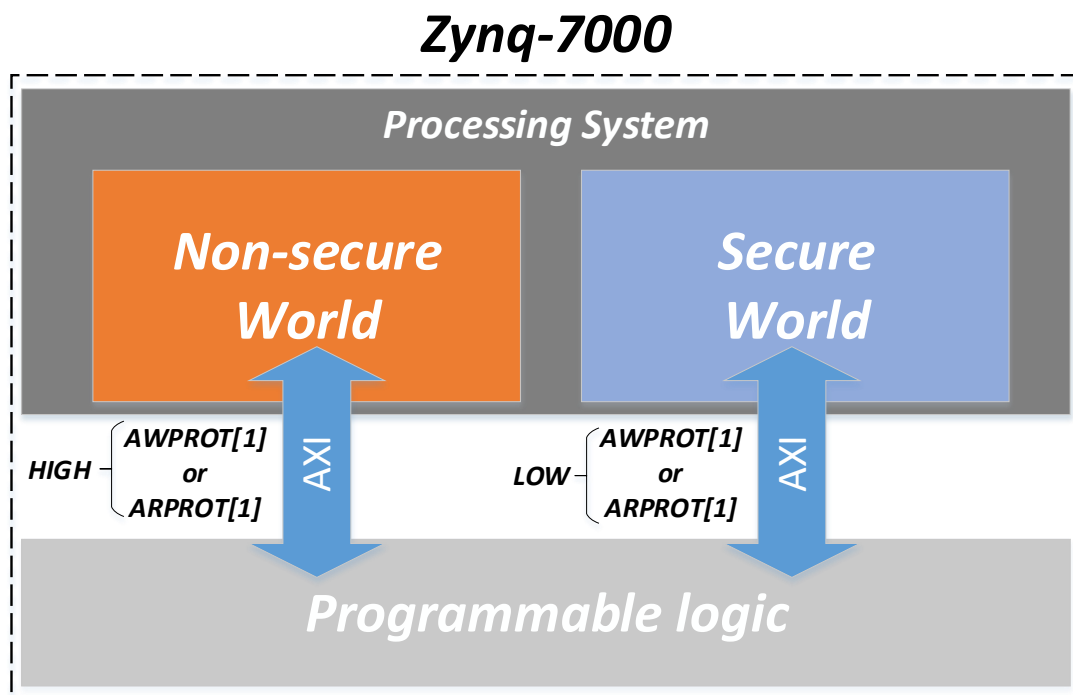 Zynq-7000
Processing System
Non-secure
World
Secure
World
HIGH
AWPROT[1]
or
ARPROT[1]
AXI
LOW
AWPROT[1]
or
ARPROT[1]
AXI
Programmable logic